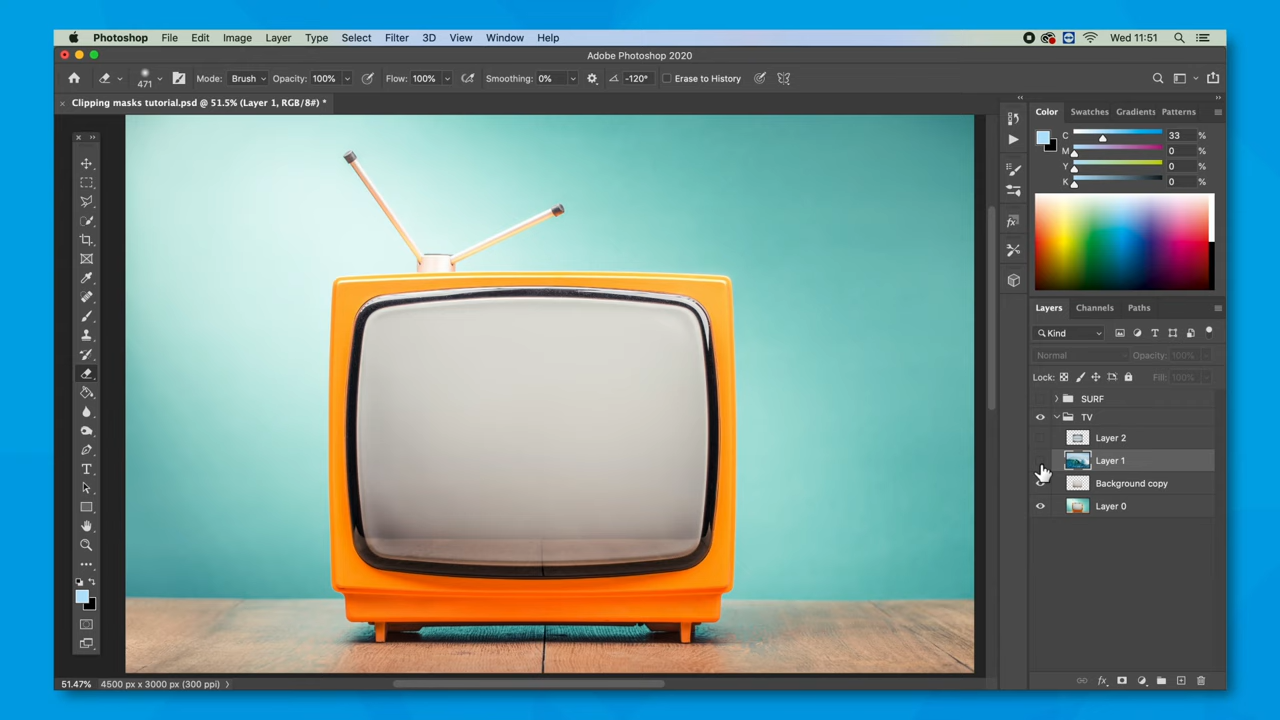 Photoshop File Edit Image Layer Type Select Filter 3D View Window Help Wed 11:51
Adobe Photoshop 2020
471 Mode: Brush Opacity: 100% Flow: 100% Smoothing: 0% -120° Erase to History
Clipping masks tutorial.psd @ 51.5% (Layer 1, RGB/8#) *
Color Swatches Gradients Patterns
C 33 %
M 0 %
Y 0 %
K 0 %
Layers Channels Paths
Kind
Normal Opacity: 100%
Lock: Fill: 100%
SURF
TV
Layer 2
Layer 1
Background copy
Layer 0
51.47% 4500 px x 3000 px (300 ppi)